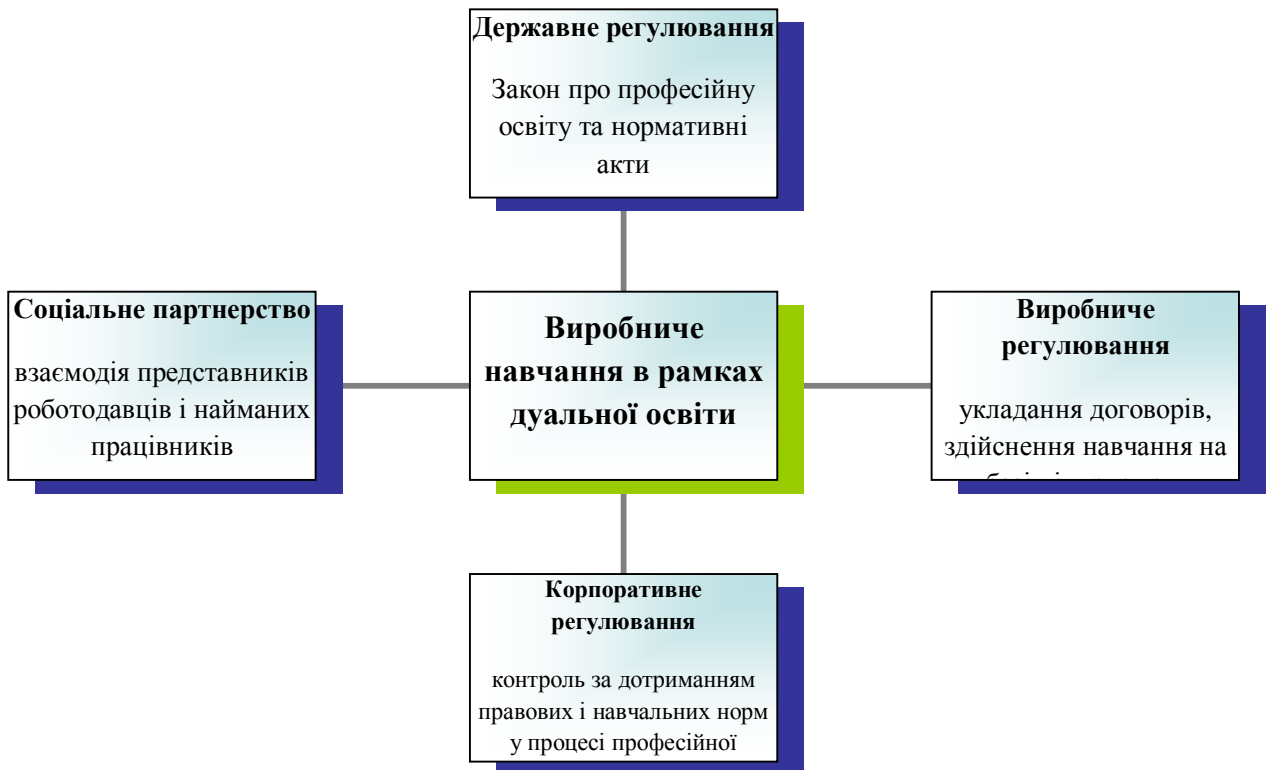 Державне регулювання
Закон про професійну
освіту та нормативні
акти
Соціальне партнерство
взаємодія представників
роботодавців і найманих
працівників
Виробниче
навчання в рамках
дуальної освіти
Виробниче
регулювання
укладання договорів,
здійснення навчання на
Корпоративне
регулювання
контроль за дотриманням
правових і навчальних норм
у процесі професійної